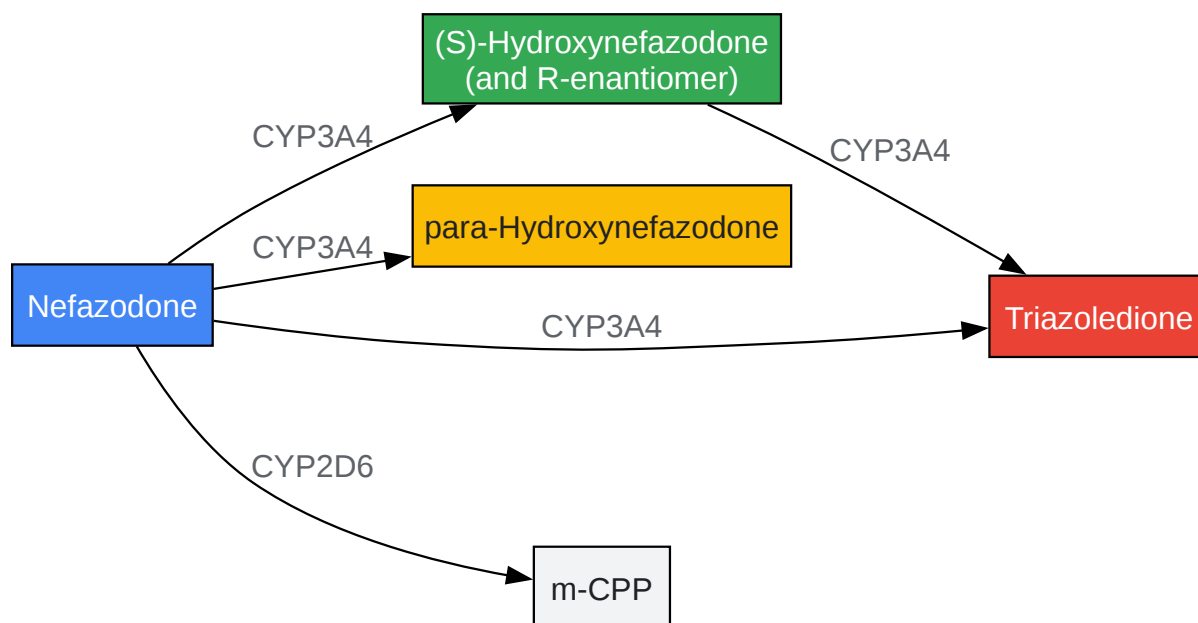 (S)-Hydroxynefazodone
(and R-enantiomer)
CYP3A4
CYP3A4
para-Hydroxynefazodone
CYP3A4
Nefazodone
CYP3A4
Triazoledione
CYP2D6
m-CPP